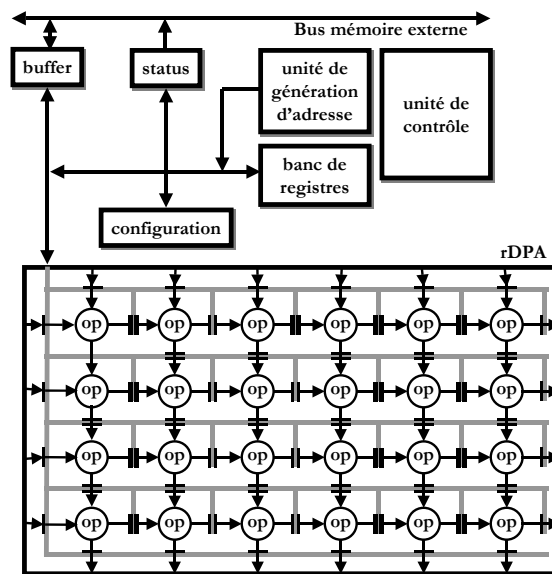 Bus mémoire externe
buffer
status
unité de
génération
d'adresse
unité de
contrôle
banc de
registres
configuration
rDPA
op op op op op op
op op op op op op
op op op op op op
op op op op op op